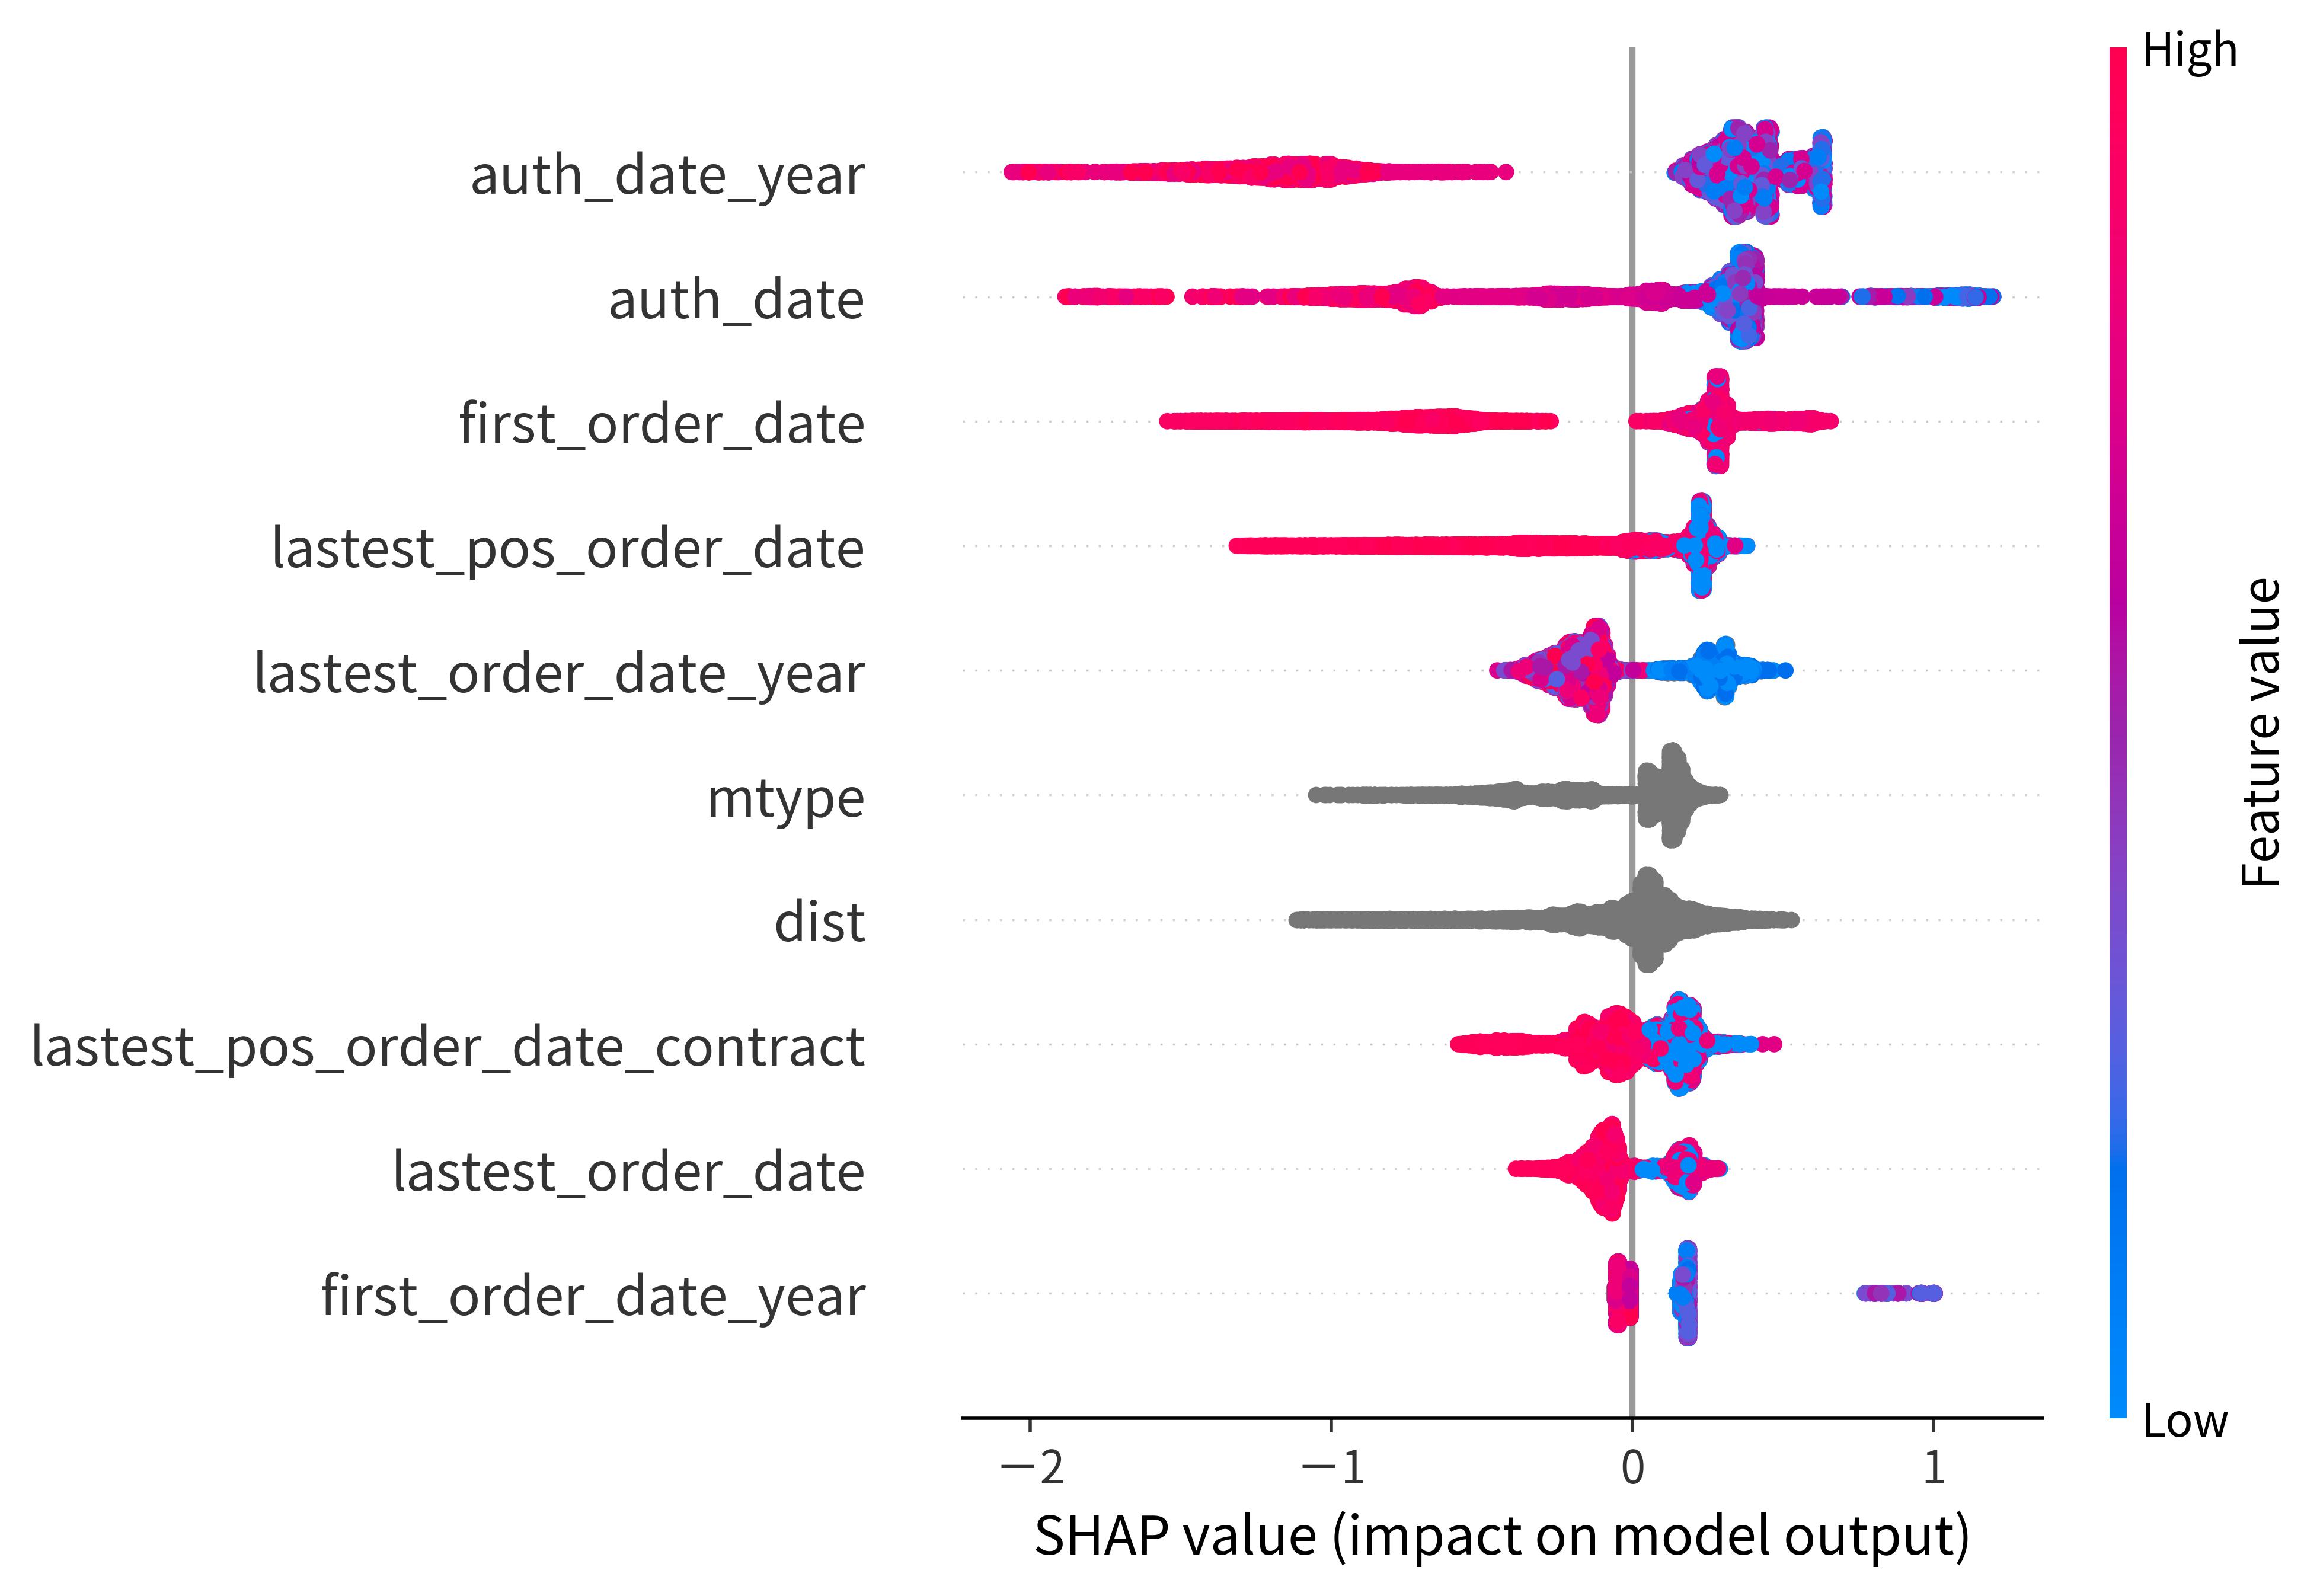 High
auth_date_year
auth_date
first_order_date
lastest_pos_order_date
lastest_order_date_year
mtype
dist
lastest_pos_order_date_contract
lastest_order_date
first_order_date_year
Feature value
Low
−2 −1 0 1
SHAP value (impact on model output)